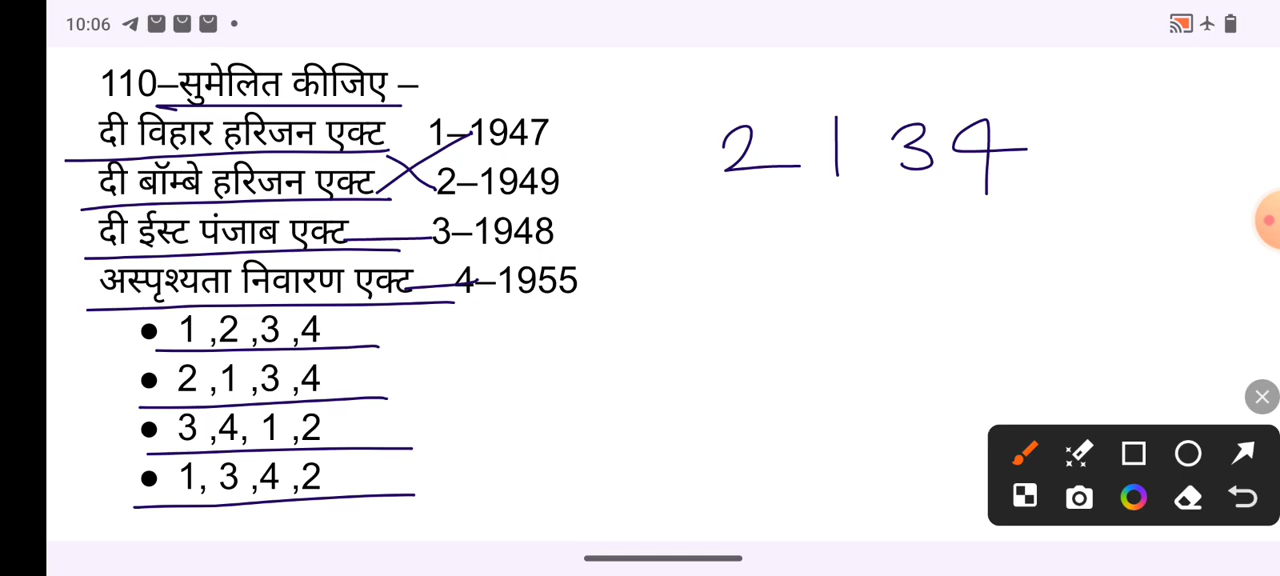 10:06
110–सुमेलित कीजिए –
दी विहार हरिजन एक्ट 1–1947
दी बॉम्बे हरिजन एक्ट 2–1949
दी ईस्ट पंजाब एक्ट 3–1948
अस्पृश्यता निवारण एक्ट 4–1955
● 1 ,2 ,3 ,4
● 2 ,1 ,3 ,4
● 3 ,4, 1 ,2
● 1, 3 ,4 ,2
2 1 3 4